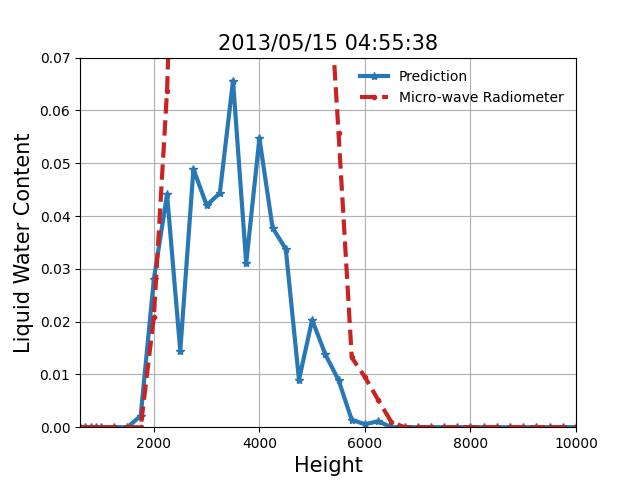 2013/05/15 04:55:38
0.07
0.06
0.05
0.04
0.03
0.02
0.01
0.00
Liquid Water Content
Prediction
Micro-wave Radiometer
2000 4000 6000 8000 10000
Height